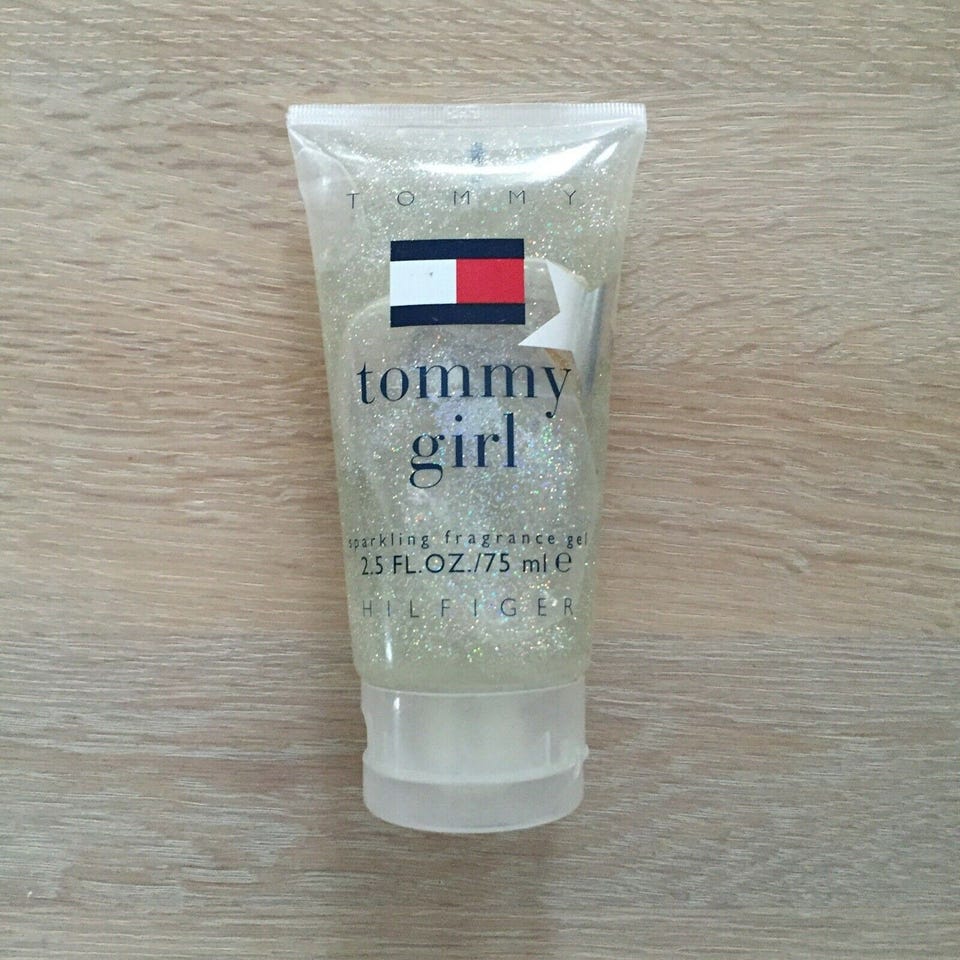 TOMMY
tommy
girl
sparkling fragrance gel
2.5 FL.OZ./75 ml e
HILFIGER